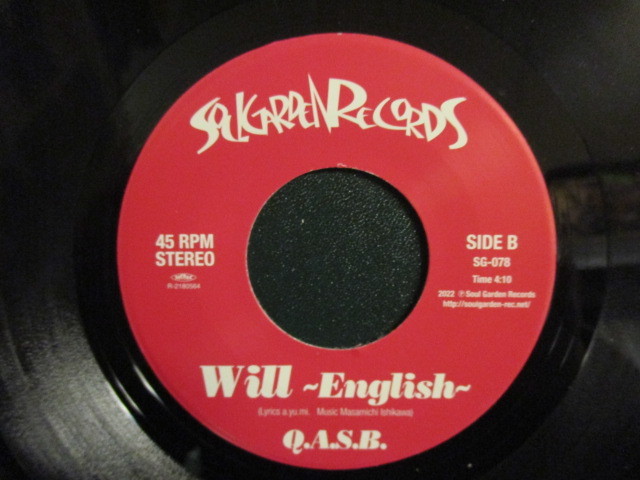 SOULGARDEN RECORDS
45 RPM
STEREO
R-2180564
SIDE B
SG-078
Time 4:10
2022 ℗Soul Garden Records
http://soulgarden-rec.net/
Will ~English~
(Lyrics a.yu.mi. Music Masamichi Ishikawa)
Q.A.S.B.